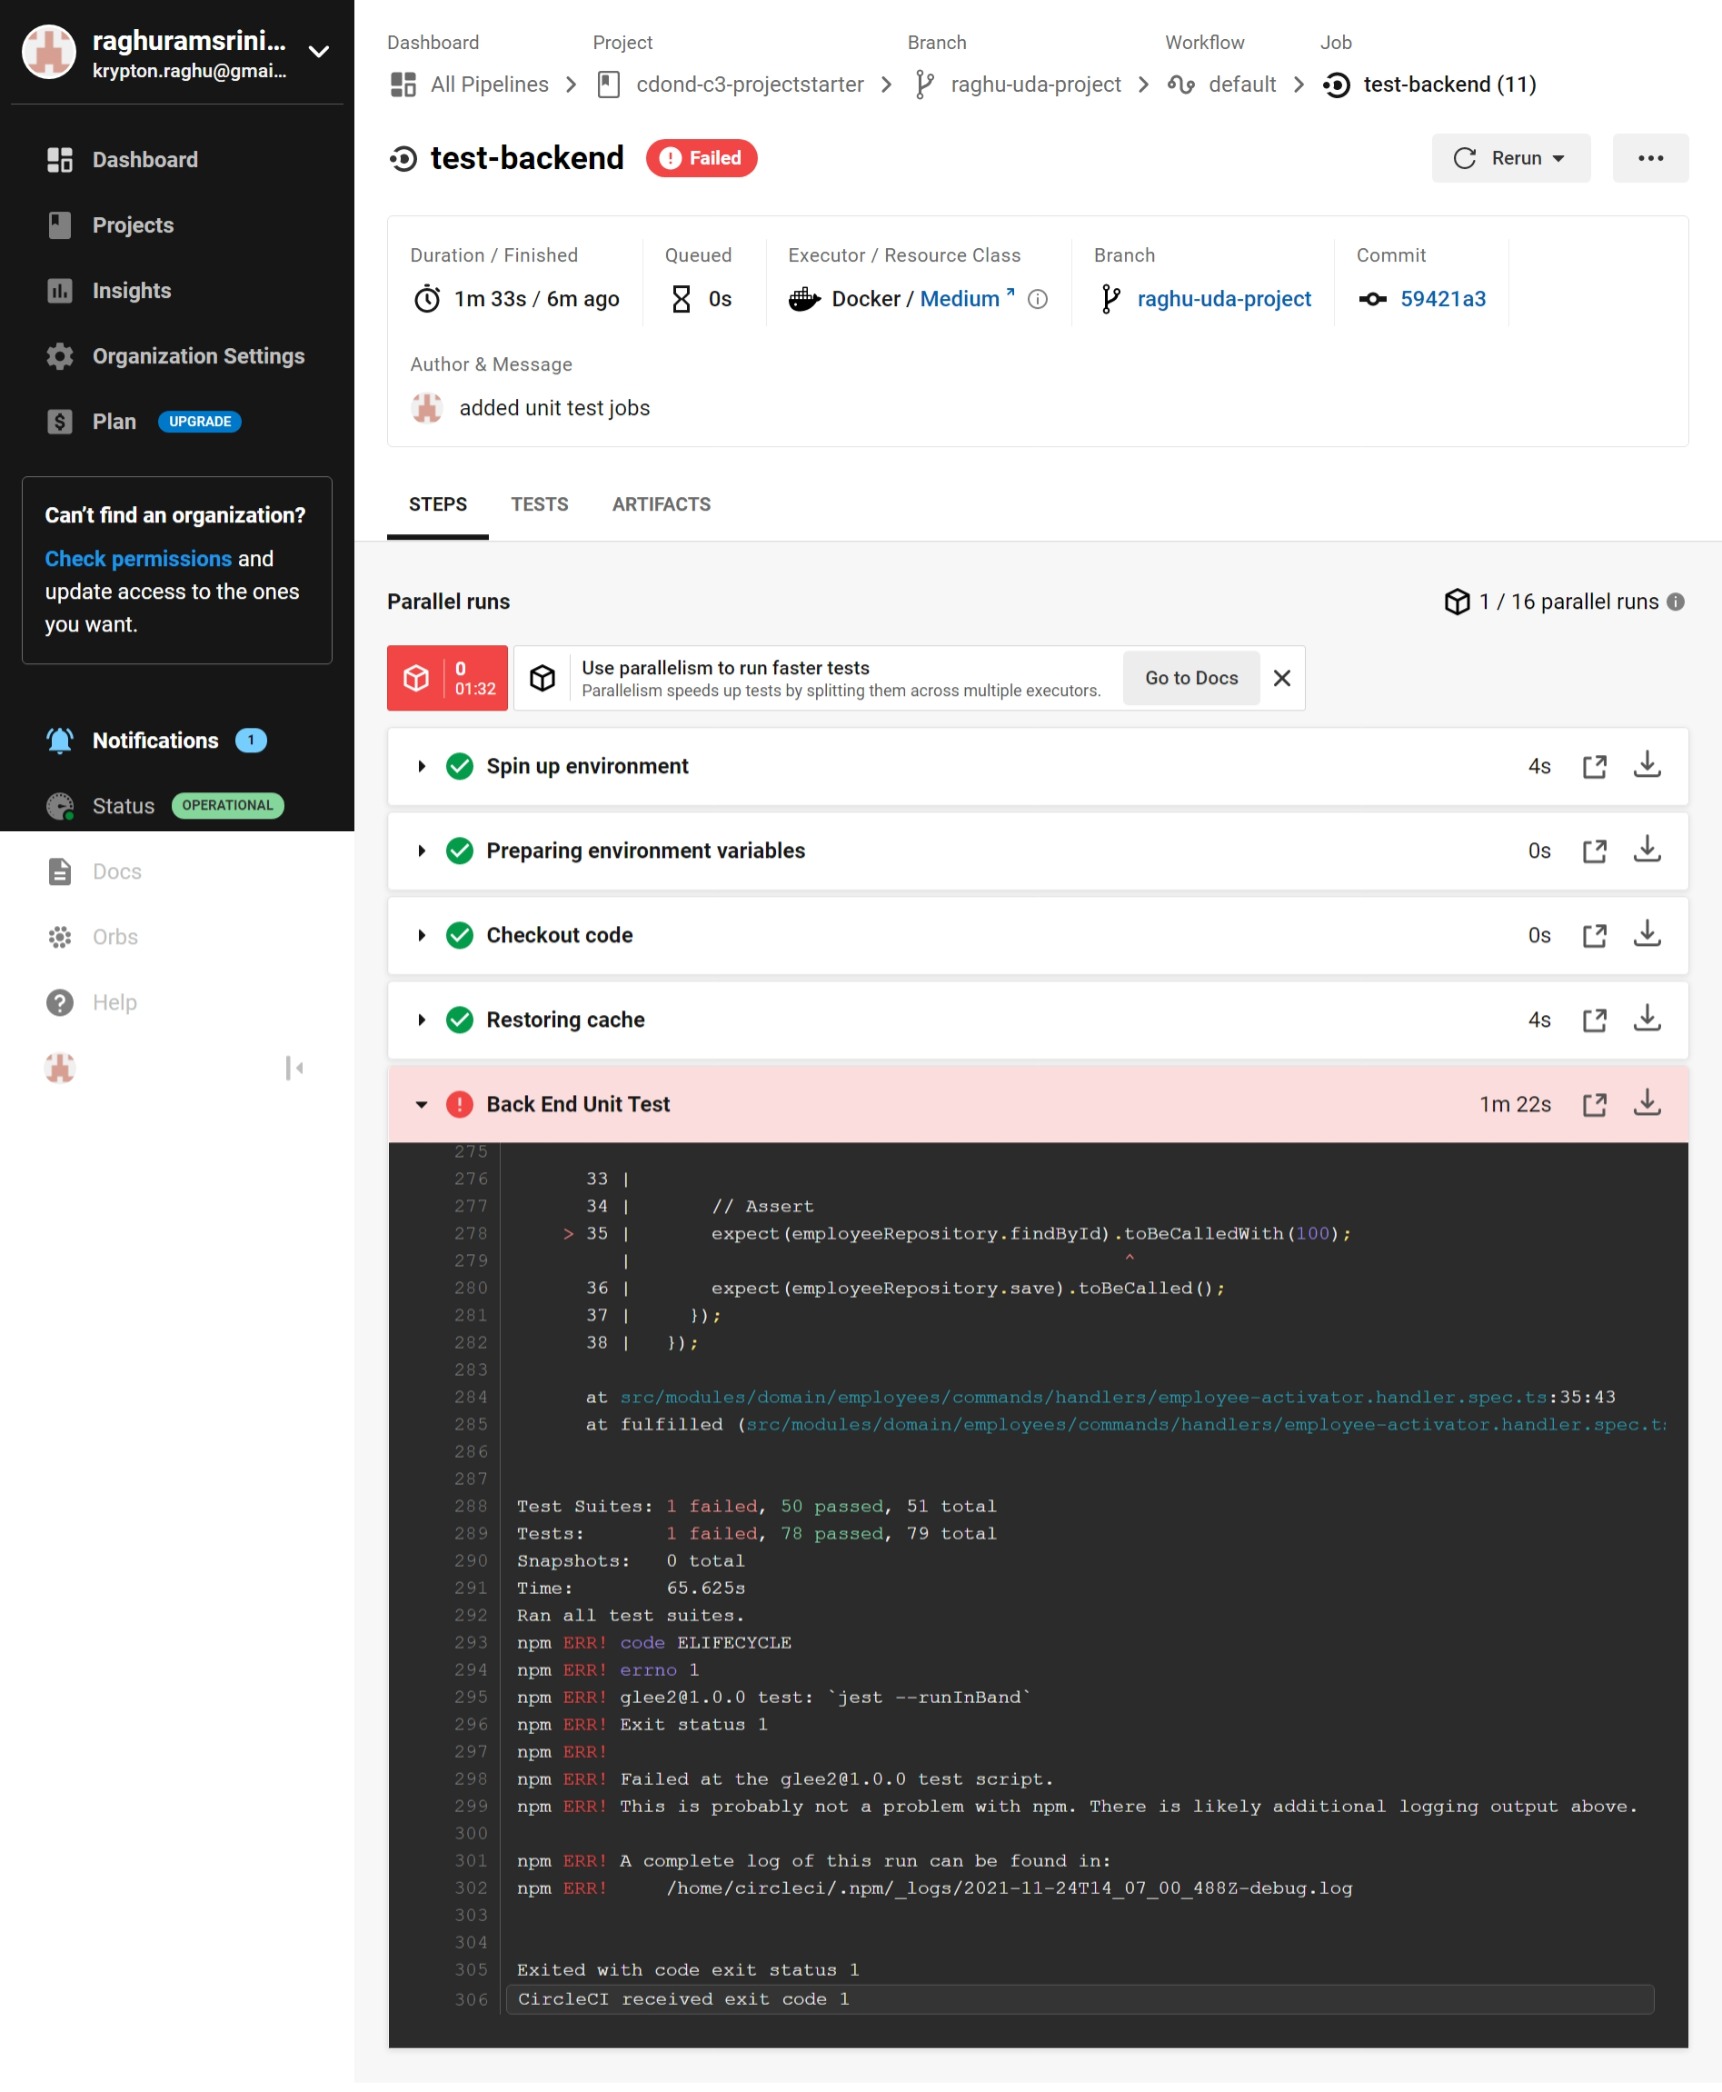 raghuramsrini...
krypton.raghu@gmai...
Dashboard
Projects
Insights
Organization Settings
Plan UPGRADE
Can't find an organization?
Check permissions and
update access to the ones
you want.
Notifications 1
Status OPERATIONAL
Docs
Orbs
Help
Dashboard Project Branch Workflow Job
All Pipelines cdond-c3-projectstarter raghu-uda-project default test-backend (11)
test-backend Failed Rerun
Duration / Finished Queued Executor / Resource Class Branch Commit
1m 33s / 6m ago 0s Docker / Medium raghu-uda-project 59421a3
Author & Message
added unit test jobs
STEPS TESTS ARTIFACTS
Parallel runs 1 / 16 parallel runs
0
01:32
Use parallelism to run faster tests
Parallelism speeds up tests by splitting them across multiple executors.
Go to Docs
Spin up environment 4s
Preparing environment variables 0s
Checkout code 0s
Restoring cache 4s
Back End Unit Test 1m 22s
275
276 33 |
277 34 | // Assert
278 > 35 | expect(employeeRepository.findById).toBeCalledWith(100);
279 | ^
280 36 | expect(employeeRepository.save).toBeCalled();
281 37 | });
282 38 | });
283
284 at src/modules/domain/employees/commands/handlers/employee-activator.handler.spec.ts:35:43
285 at fulfilled (src/modules/domain/employees/commands/handlers/employee-activator.handler.spec.t
286
287
288 Test Suites: 1 failed, 50 passed, 51 total
289 Tests: 1 failed, 78 passed, 79 total
290 Snapshots: 0 total
291 Time: 65.625s
292 Ran all test suites.
293 npm ERR! code ELIFECYCLE
294 npm ERR! errno 1
295 npm ERR! glee2@1.0.0 test: `jest --runInBand`
296 npm ERR! Exit status 1
297 npm ERR!
298 npm ERR! Failed at the glee2@1.0.0 test script.
299 npm ERR! This is probably not a problem with npm. There is likely additional logging output above.
300
301 npm ERR! A complete log of this run can be found in:
302 npm ERR! /home/circleci/.npm/_logs/2021-11-24T14_07_00_488Z-debug.log
303
304
305 Exited with code exit status 1
306 CircleCI received exit code 1